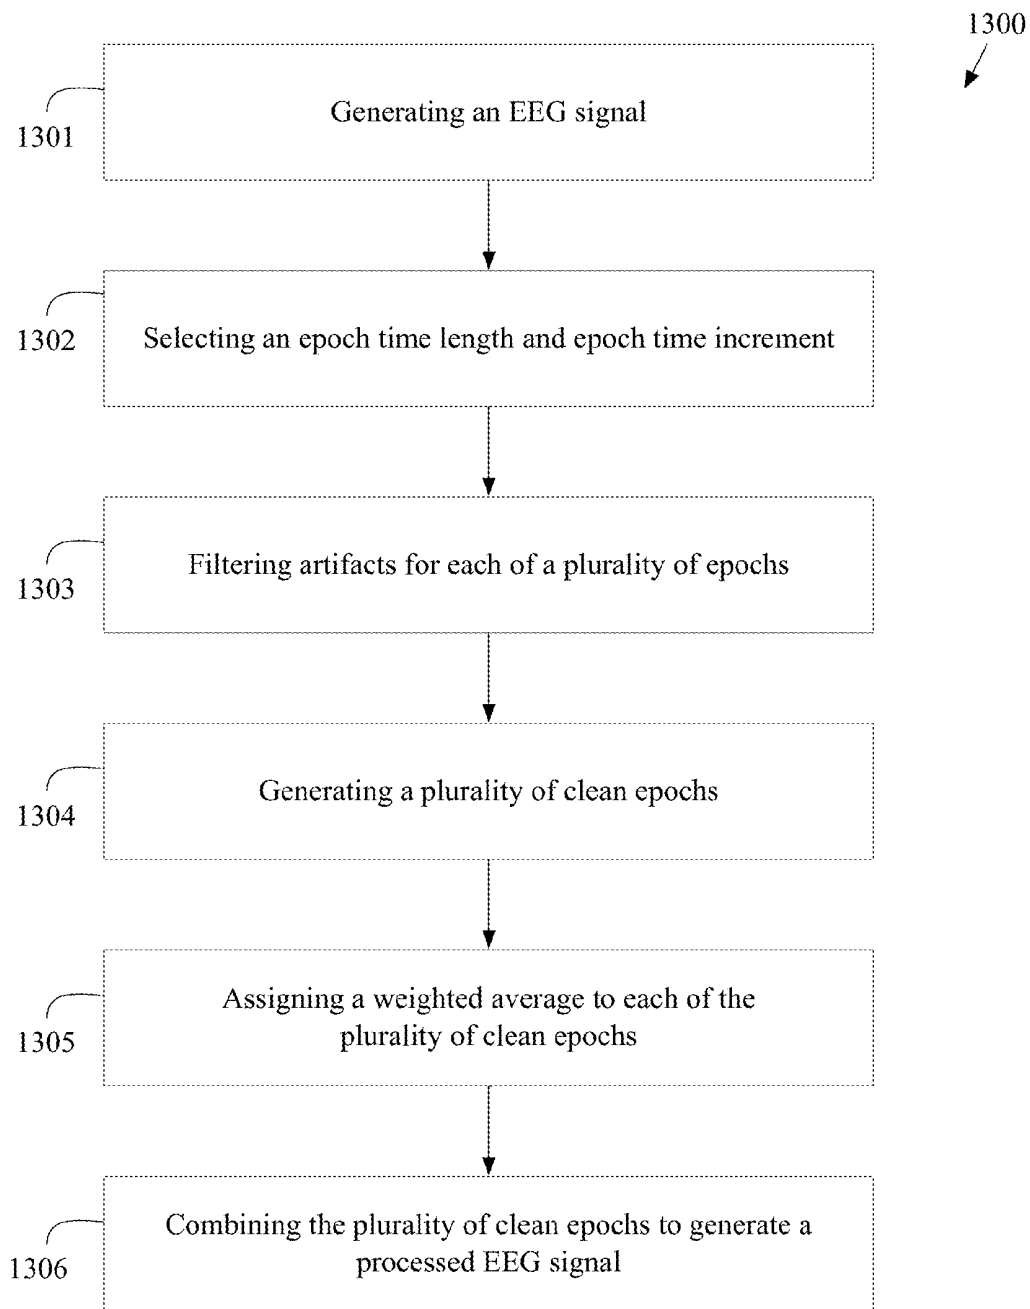 1300
Generating an EEG signal
1301
Selecting an epoch time length and epoch time increment
1302
Filtering artifacts for each of a plurality of epochs
1303
Generating a plurality of clean epochs
1304
Assigning a weighted average to each of the
plurality of clean epochs
1305
Combining the plurality of clean epochs to generate a
processed EEG signal
1306